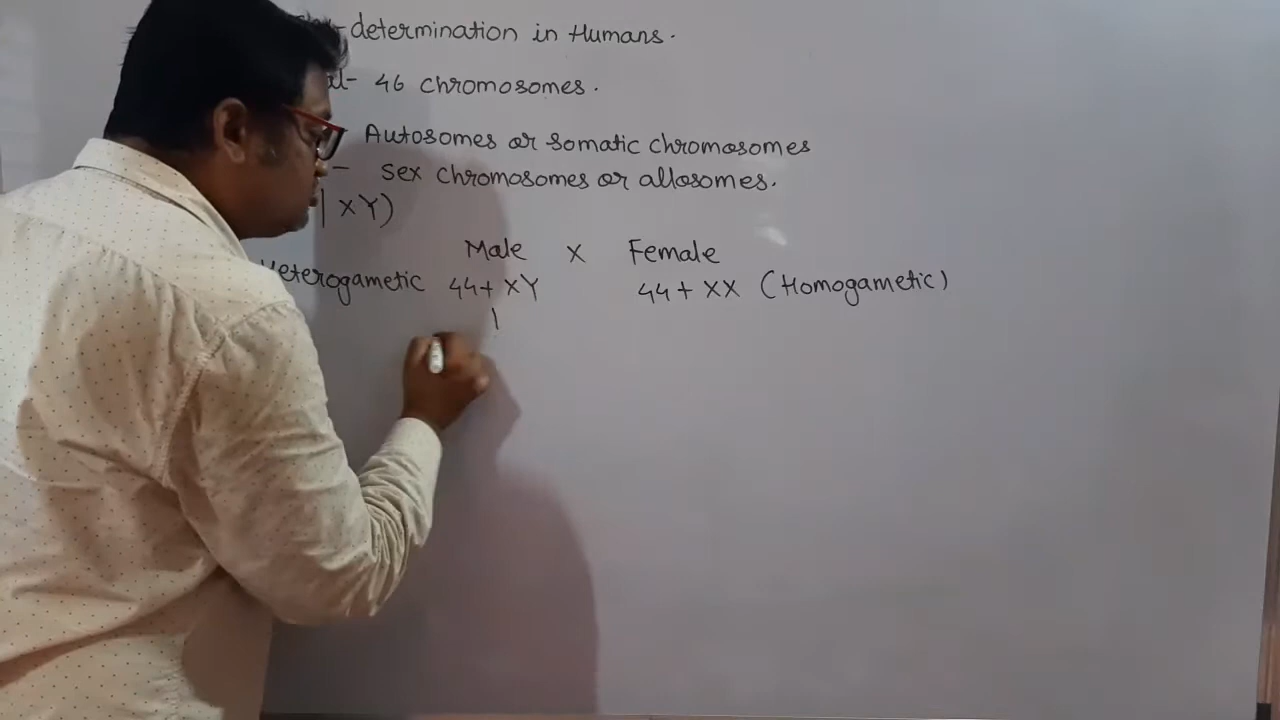 determination in Humans.
46 chromosomes.
Autosomes or somatic chromosomes
- sex chromosomes or allosomes.
| XY)
Male X Female
Heterogametic 44+ XY 44 + XX (Homogametic)